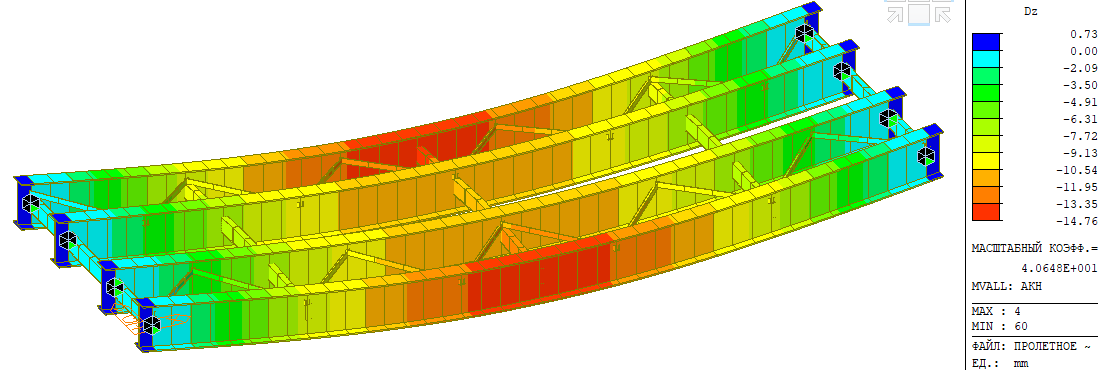 Dz
0.73
0.00
-2.09
-3.50
-4.91
-6.31
-7.72
-9.13
-10.54
-11.95
-13.35
-14.76
МАСШТАБНЫЙ КОЭФФ.=
4.0648E+001
MVALL: АКН
MAX : 4
MIN : 60
ФАЙЛ: ПРОЛЕТНОЕ ~
ЕД.: mm